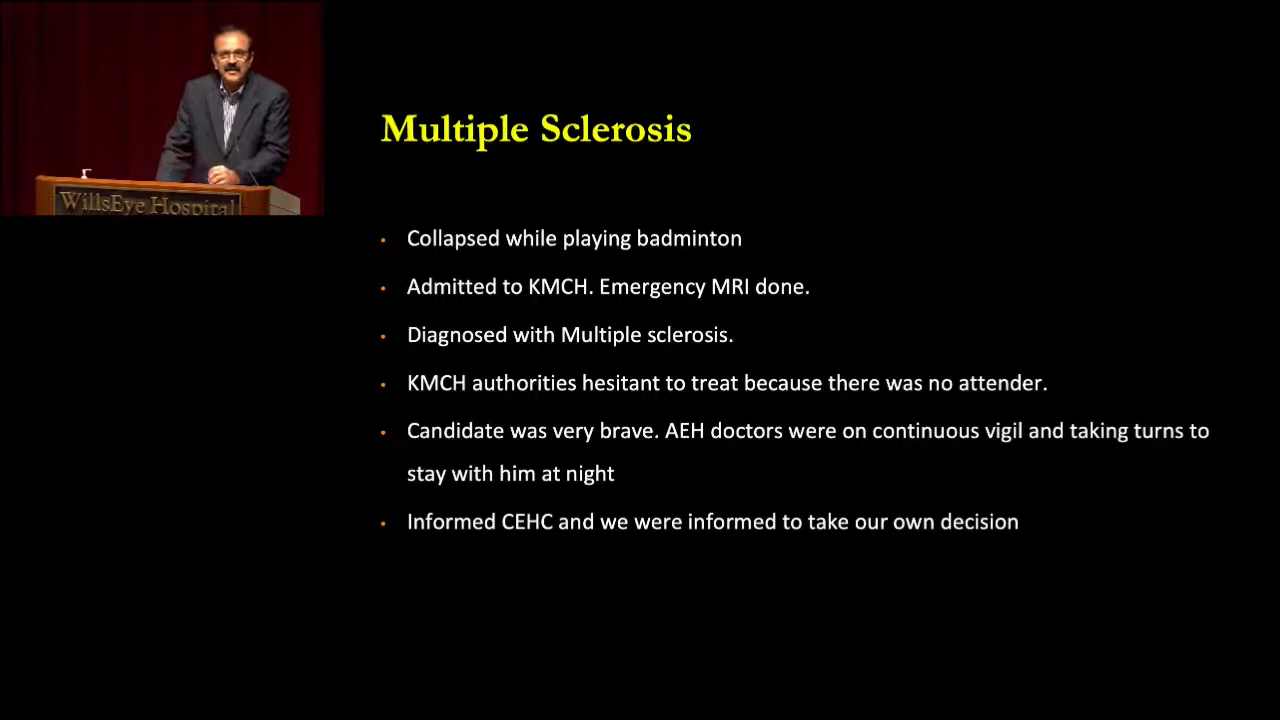 WillsEye Hospital
Multiple Sclerosis
• Collapsed while playing badminton
• Admitted to KMCH. Emergency MRI done.
• Diagnosed with Multiple sclerosis.
• KMCH authorities hesitant to treat because there was no attender.
• Candidate was very brave. AEH doctors were on continuous vigil and taking turns to
stay with him at night
• Informed CEHC and we were informed to take our own decision